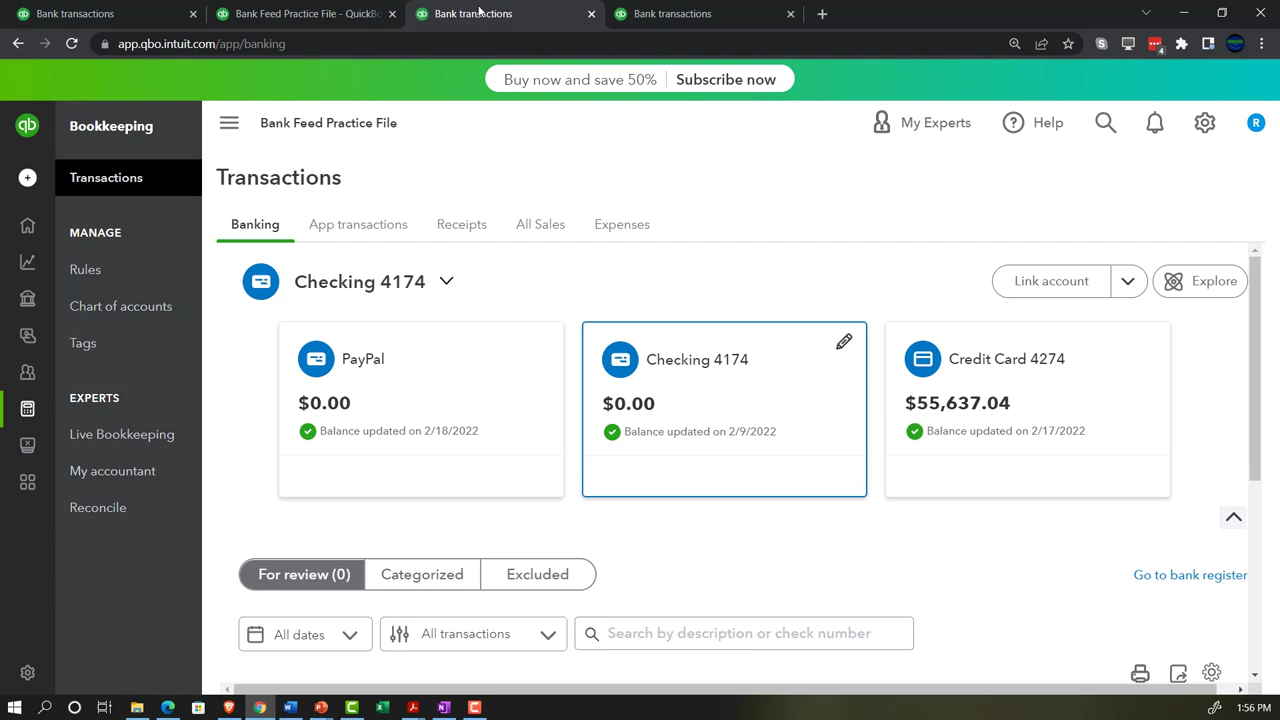 Bank transactions
Bank Feed Practice File - QuickBo
Bank transactions
Bank transactions
app.qbo.intuit.com/app/banking
4
Buy now and save 50%
Subscribe now
qb
Bookkeeping
Bank Feed Practice File
My Experts
Help
R
Transactions
MANAGE
Rules
Chart of accounts
Tags
EXPERTS
Live Bookkeeping
My accountant
Reconcile
Transactions
Banking
App transactions
Receipts
All Sales
Expenses
Checking 4174
Link account
Explore
PayPal
$0.00
Balance updated on 2/18/2022
Checking 4174
$0.00
Balance updated on 2/9/2022
Credit Card 4274
$55,637.04
Balance updated on 2/17/2022
For review (0)
Categorized
Excluded
Go to bank register
All dates
All transactions
Search by description or check number
1:56 PM